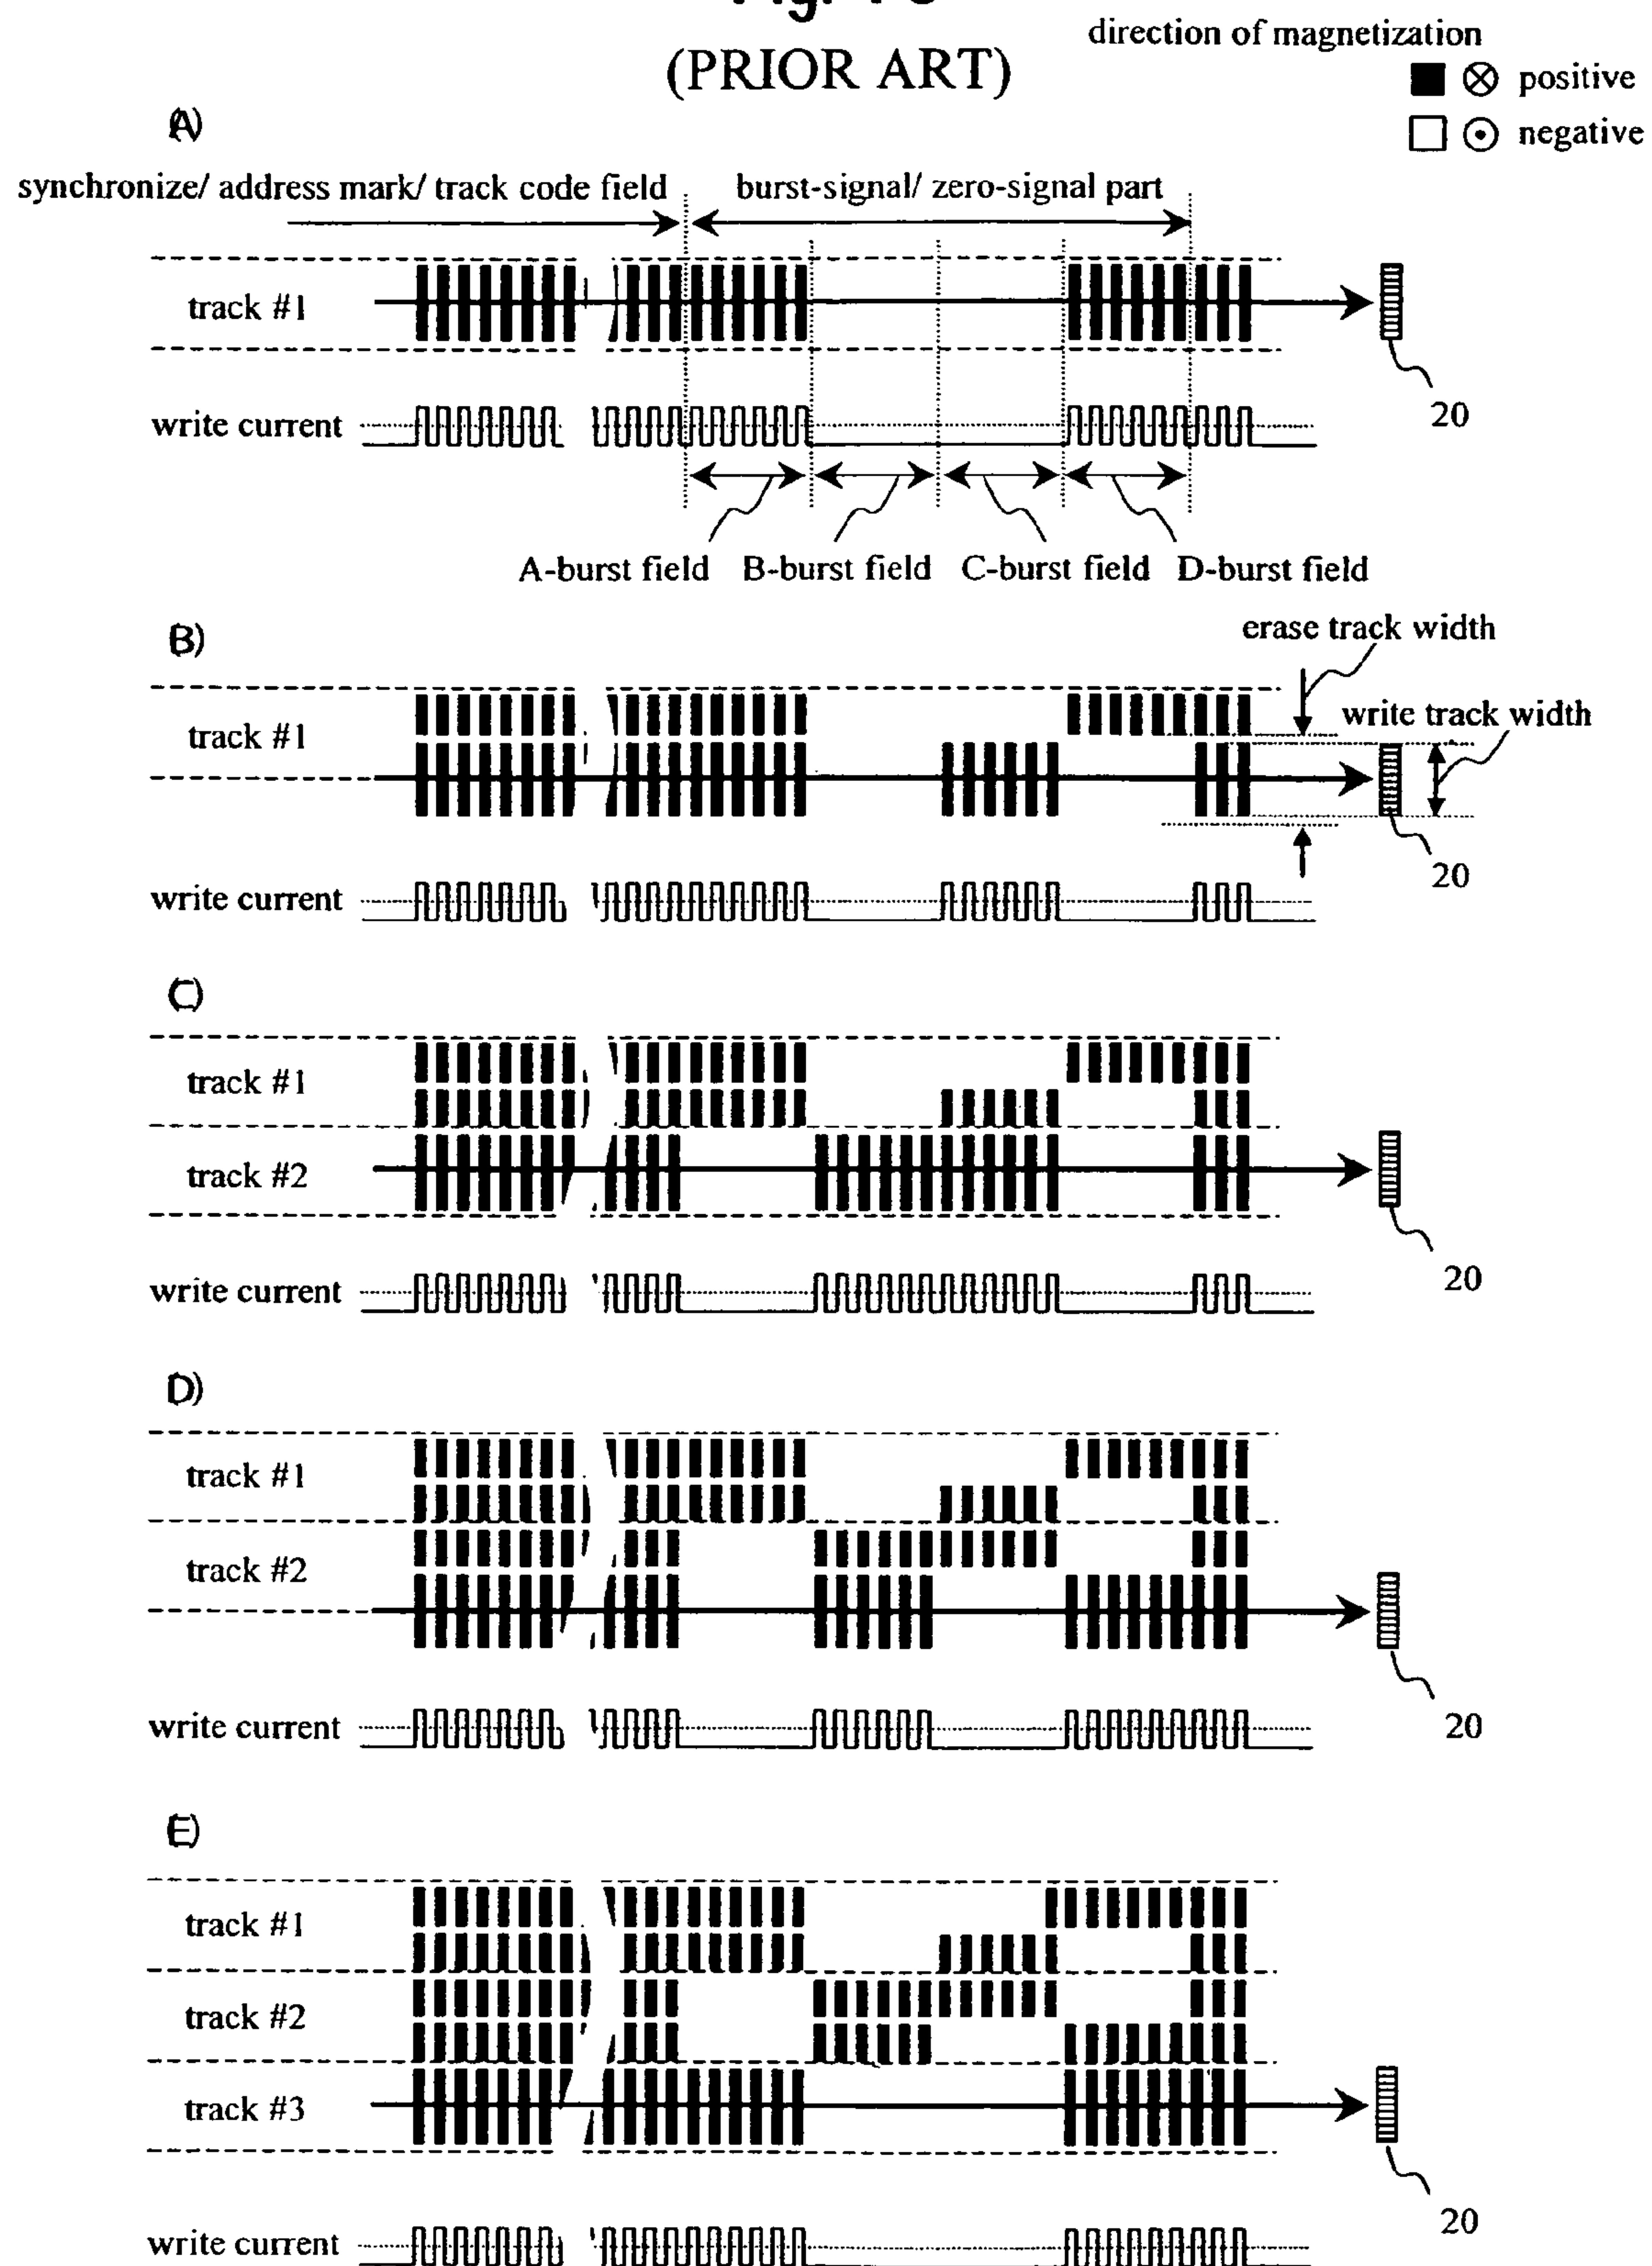 (PRIOR ART)
direction of magnetization
positive
negative
A)
synchronize/ address mark/ track code field
burst-signal/ zero-signal part
track #1
write current
20
A-burst field
B-burst field
C-burst field
D-burst field
B)
erase track width
track #1
write track width
20
write current
C)
track #1
track #2
20
write current
D)
track #1
track #2
20
write current
E)
track #1
track #2
track #3
20
write current